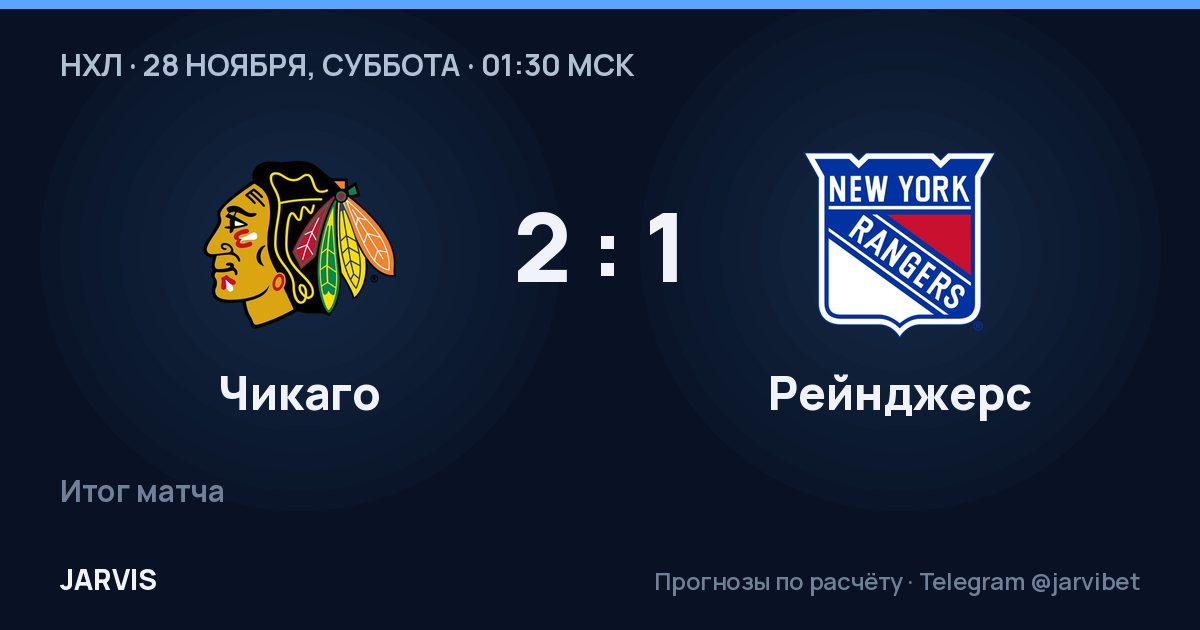 НХЛ · 28 НОЯБРЯ, СУББОТА · 01:30 МСК
2 : 1
NEW YORK
RANGERS
Чикаго
Рейнджерс
Итог матча
JARVIS
Прогнозы по расчёту · Telegram @jarvibet